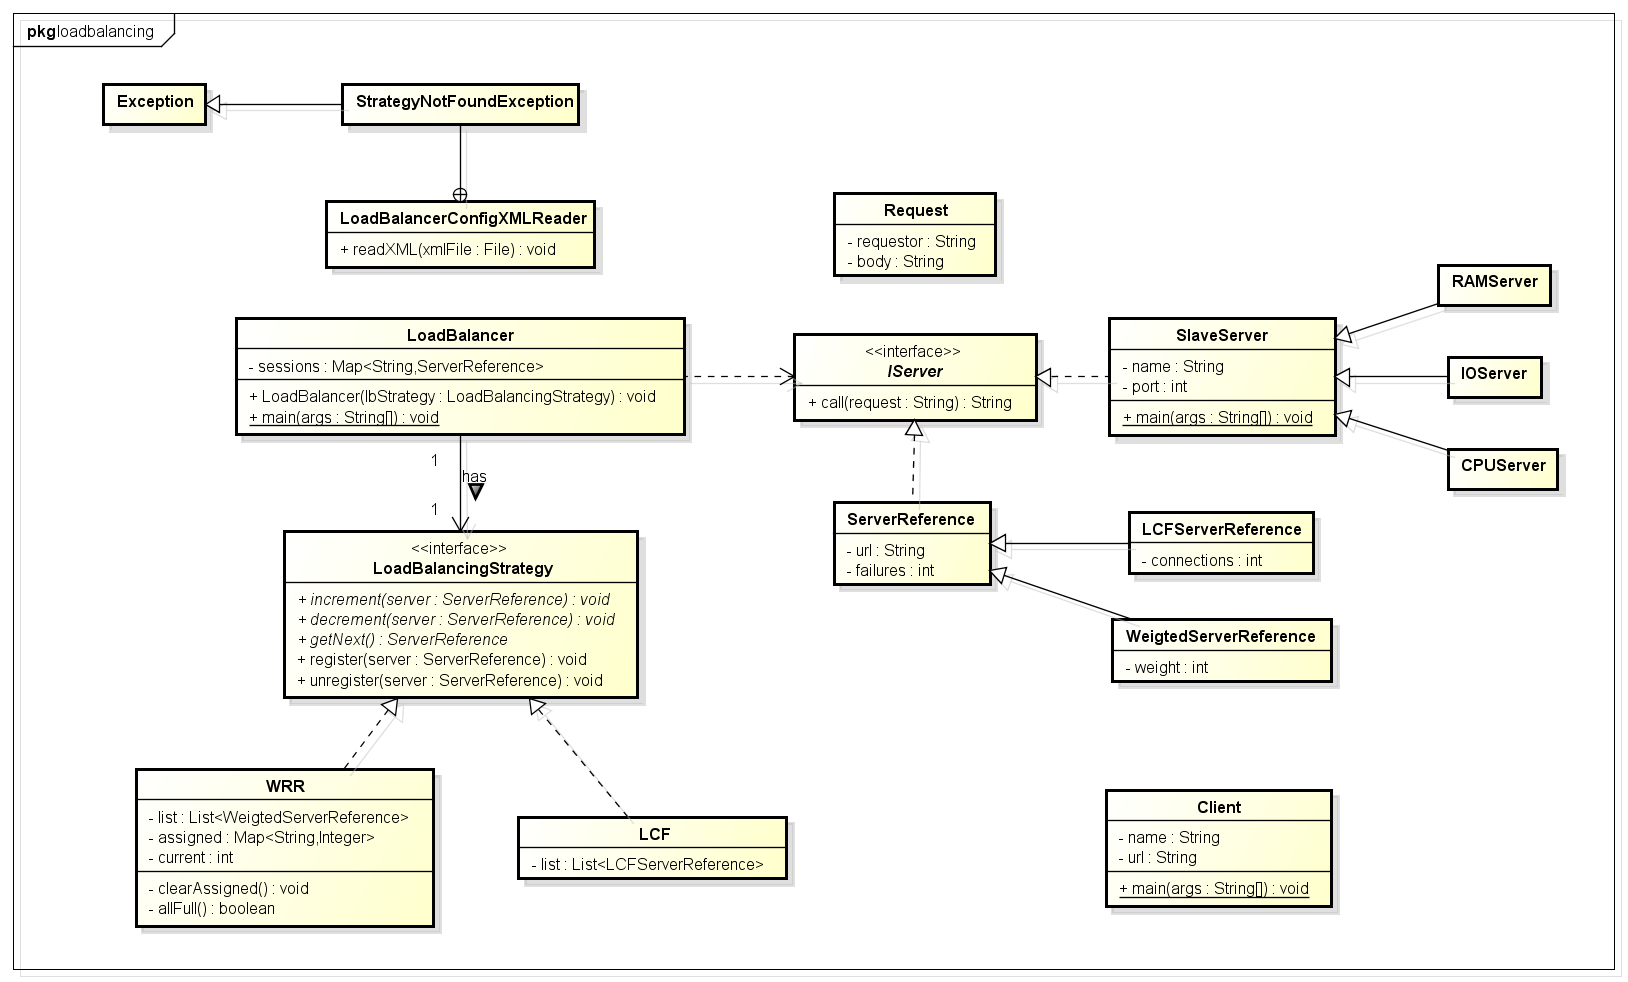 pkg loadbalancing
Exception
StrategyNotFoundException
LoadBalancerConfigXMLReader
+ readXML(xmlFile : File) : void
Request
- requestor : String
- body : String
LoadBalancer
- sessions : Map<String,ServerReference>
+ LoadBalancer(lbStrategy : LoadBalancingStrategy) : void
+ main(args : String[]) : void
<<interface>>
IServer
+ call(request : String) : String
SlaveServer
- name : String
- port : int
+ main(args : String[]) : void
RAMServer
IOServer
CPUServer
1
has
1
<<interface>>
LoadBalancingStrategy
+ increment(server : ServerReference) : void
+ decrement(server : ServerReference) : void
+ getNext() : ServerReference
+ register(server : ServerReference) : void
+ unregister(server : ServerReference) : void
ServerReference
- url : String
- failures : int
LCFServerReference
- connections : int
WeigtedServerReference
- weight : int
WRR
- list : List<WeigtedServerReference>
- assigned : Map<String,Integer>
- current : int
- clearAssigned() : void
- allFull() : boolean
LCF
- list : List<LCFServerReference>
Client
- name : String
- url : String
+ main(args : String[]) : void